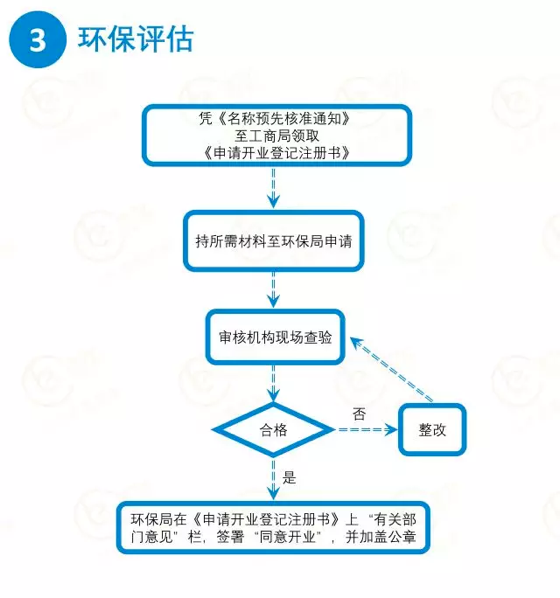 3 环保评估
凭《名称预先核准通知》
至工商局领取
《申请开业登记注册书》
持所需材料至环保局申请
审核机构现场查验
合格
否
整改
是
环保局在《申请开业登记注册书》上“有关部
门意见”栏，签署“同意开业”，并加盖公章